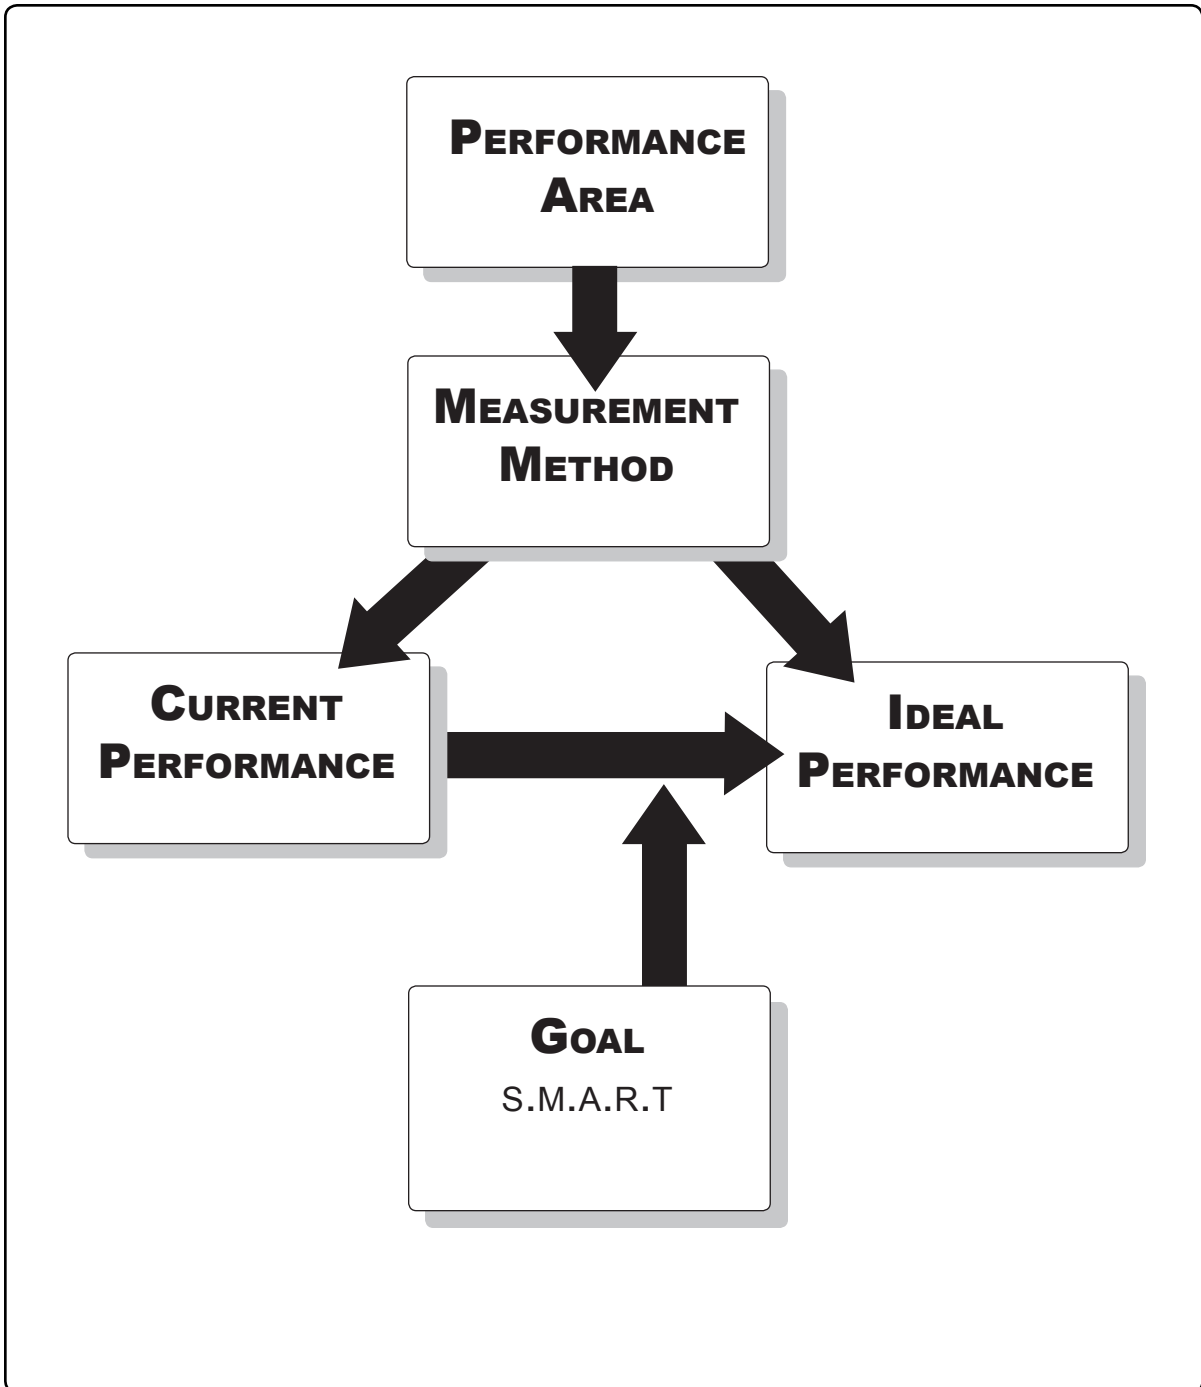 PERFORMANCE
AREA
MEASUREMENT
METHOD
CURRENT
PERFORMANCE
IDEAL
PERFORMANCE
GOAL
S.M.A.R.T